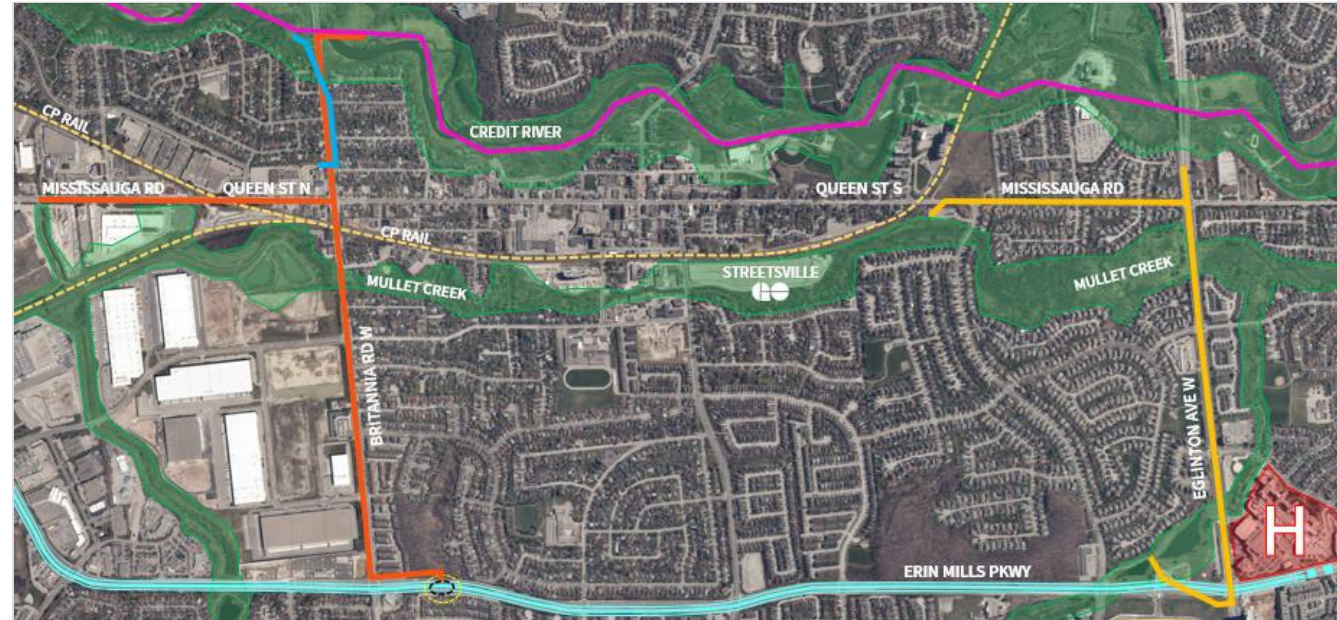 CP RAIL
CREDIT RIVER
MISSISSAUGA RD
QUEEN ST N
QUEEN ST S
MISSISSAUGA RD
CP RAIL
STREETSVILLE
GO
MULLET CREEK
MULLET CREEK
BRITANNIA RD W
EGLINTON AVE W
H
ERIN MILLS PKWY